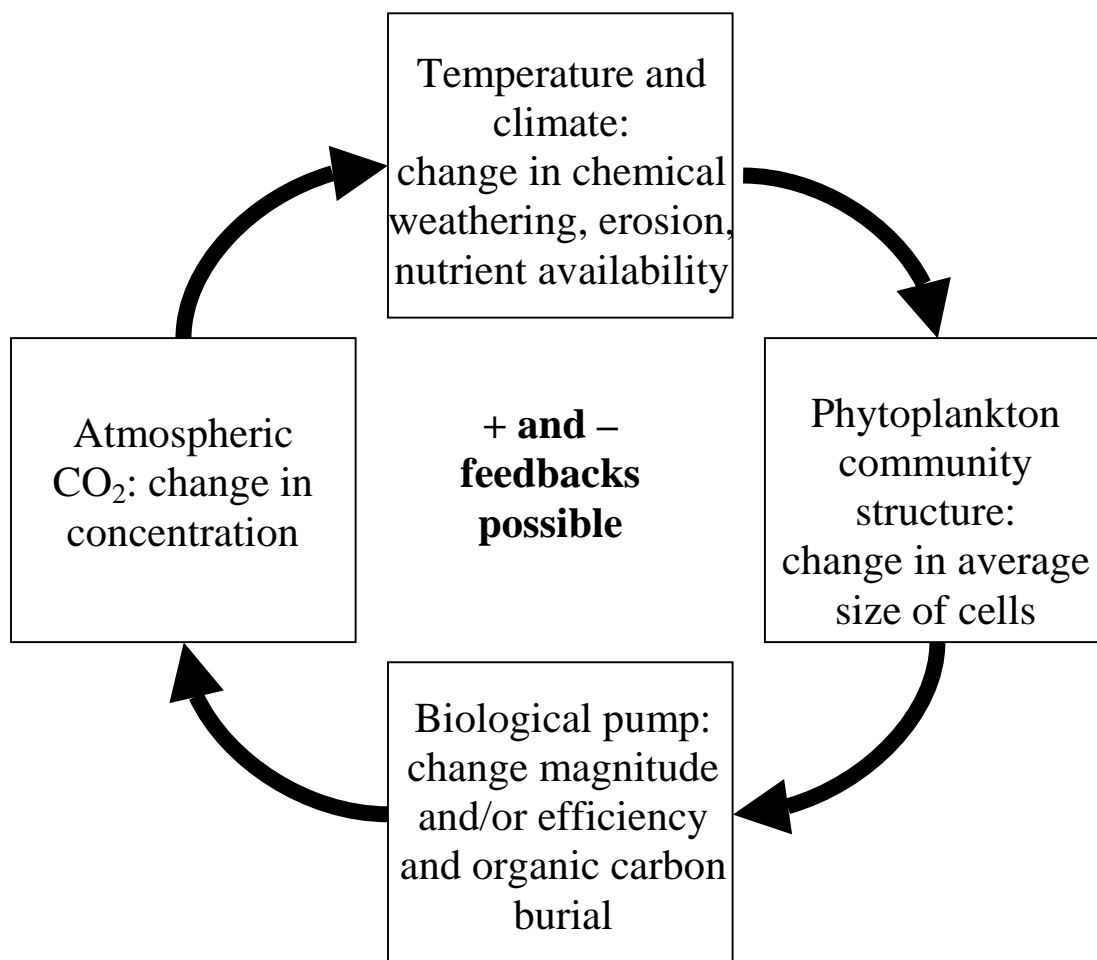 Temperature and
climate:
change in chemical
weathering, erosion,
nutrient availability
Phytoplankton
community
structure:
change in average
size of cells
Biological pump:
change magnitude
and/or efficiency
and organic carbon
burial
Atmospheric
CO₂: change in
concentration
+ and –
feedbacks
possible